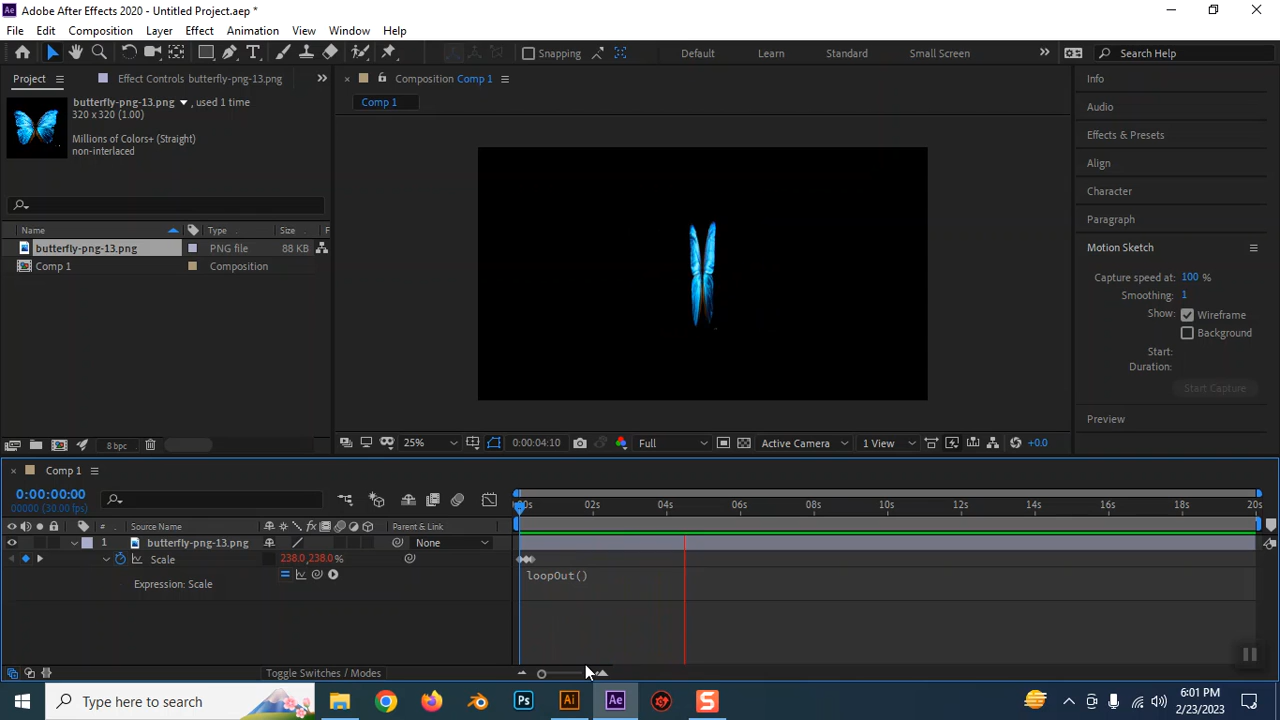 Ae Adobe After Effects 2020 - Untitled Project.aep *
File Edit Composition Layer Effect Animation View Window Help
Snapping Default Learn Standard Small Screen Search Help
Project Effect Controls butterfly-png-13.png
Composition Comp 1
Comp 1
butterfly-png-13.png , used 1 time
320 x 320 (1.00)
Millions of Colors+ (Straight)
non-interlaced
Name Type Size F
butterfly-png-13.png PNG file 88 KB
Comp 1 Composition
8 bpc
25% 0:00:04:10 Full Active Camera 1 View +0.0
Info
Audio
Effects & Presets
Align
Character
Paragraph
Motion Sketch
Capture speed at: 100 %
Smoothing: 1
Show: Wireframe
Background
Start:
Duration:
Start Capture
Preview
Comp 1
0:00:00:00
00000 (30.00 fps)
00s 02s 04s 06s 08s 10s 12s 14s 16s 18s 20s
# Source Name fx Parent & Link
1 butterfly-png-13.png None
Scale 238.0,238.0 %
Expression: Scale
loopOut()
Toggle Switches / Modes
Type here to search Ps Ai Ae S
6:01 PM
2/23/2023